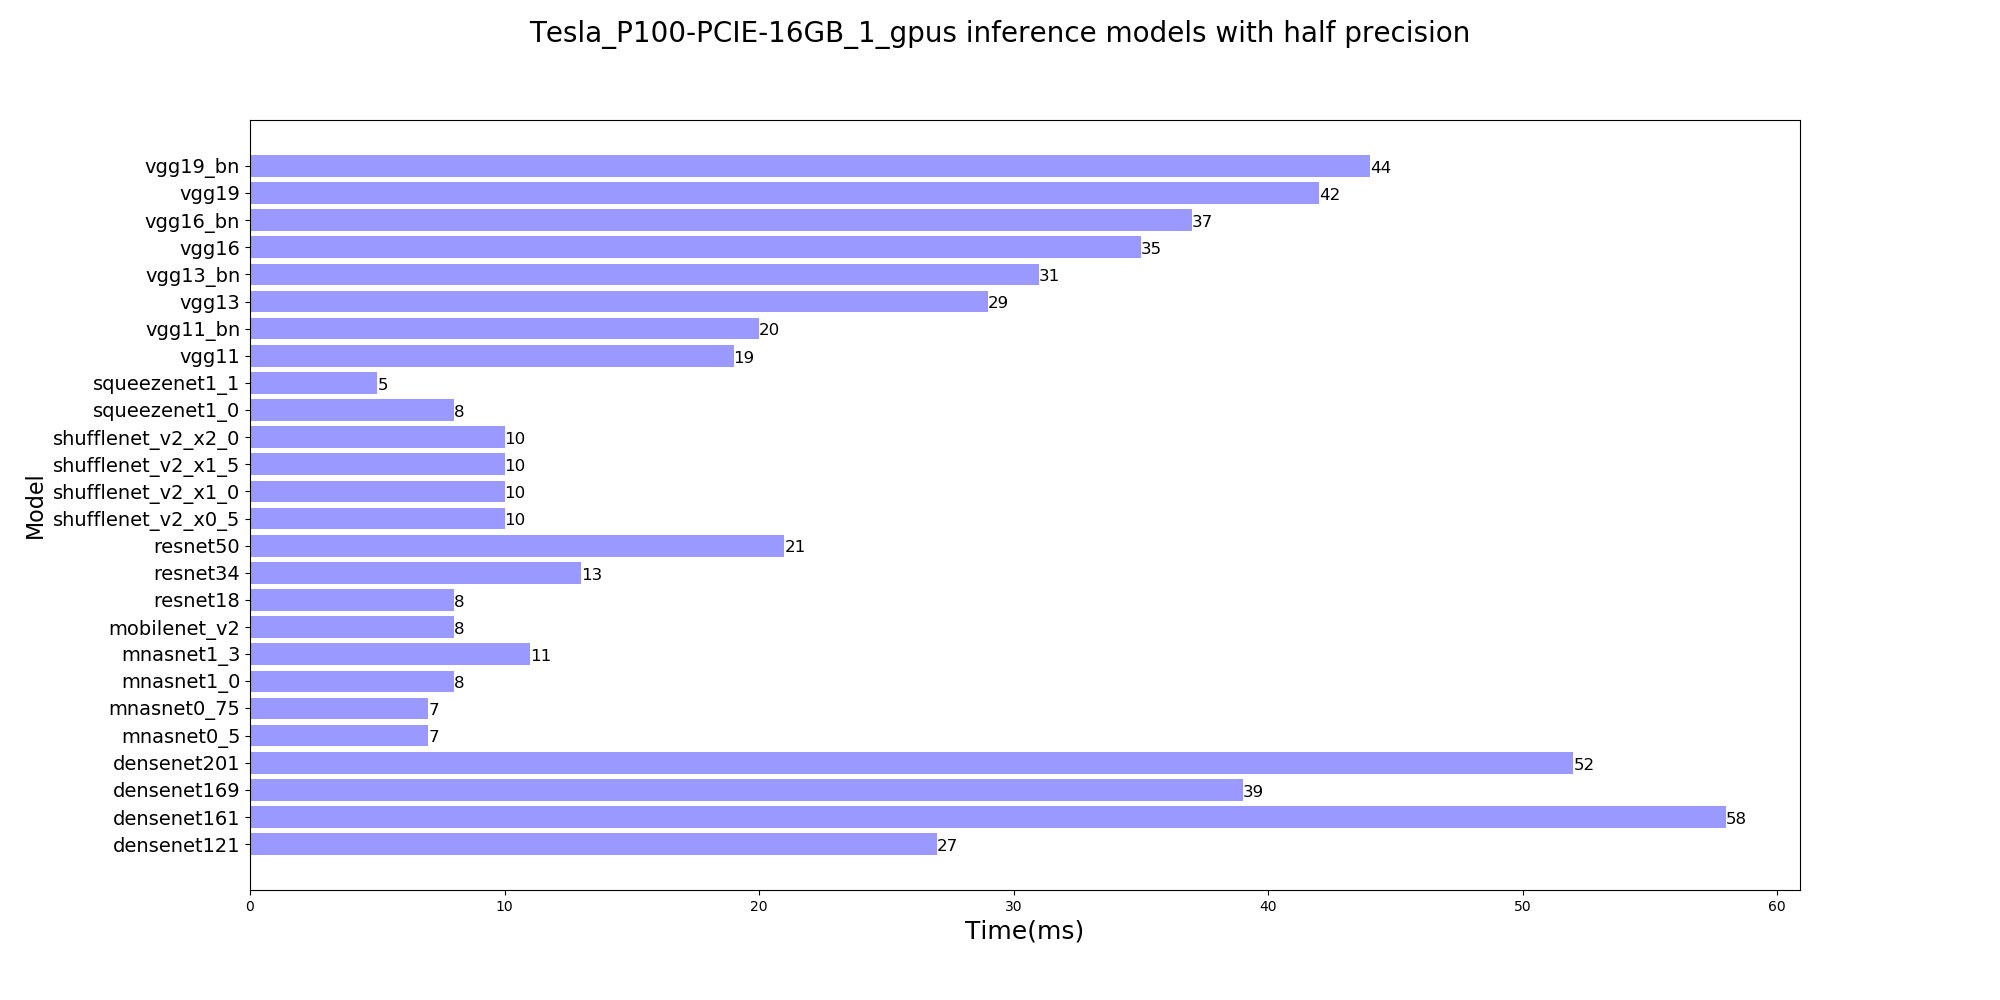 Tesla_P100-PCIE-16GB_1_gpus inference models with half precision
vgg19_bn 44
vgg19 42
vgg16_bn 37
vgg16 35
vgg13_bn 31
vgg13 29
vgg11_bn 20
vgg11 19
squeezenet1_1 5
squeezenet1_0 8
shufflenet_v2_x2_0 10
shufflenet_v2_x1_5 10
shufflenet_v2_x1_0 10
shufflenet_v2_x0_5 10
resnet50 21
resnet34 13
resnet18 8
mobilenet_v2 8
mnasnet1_3 11
mnasnet1_0 8
mnasnet0_75 7
mnasnet0_5 7
densenet201 52
densenet169 39
densenet161 58
densenet121 27
Model
0 10 20 30 40 50 60
Time(ms)